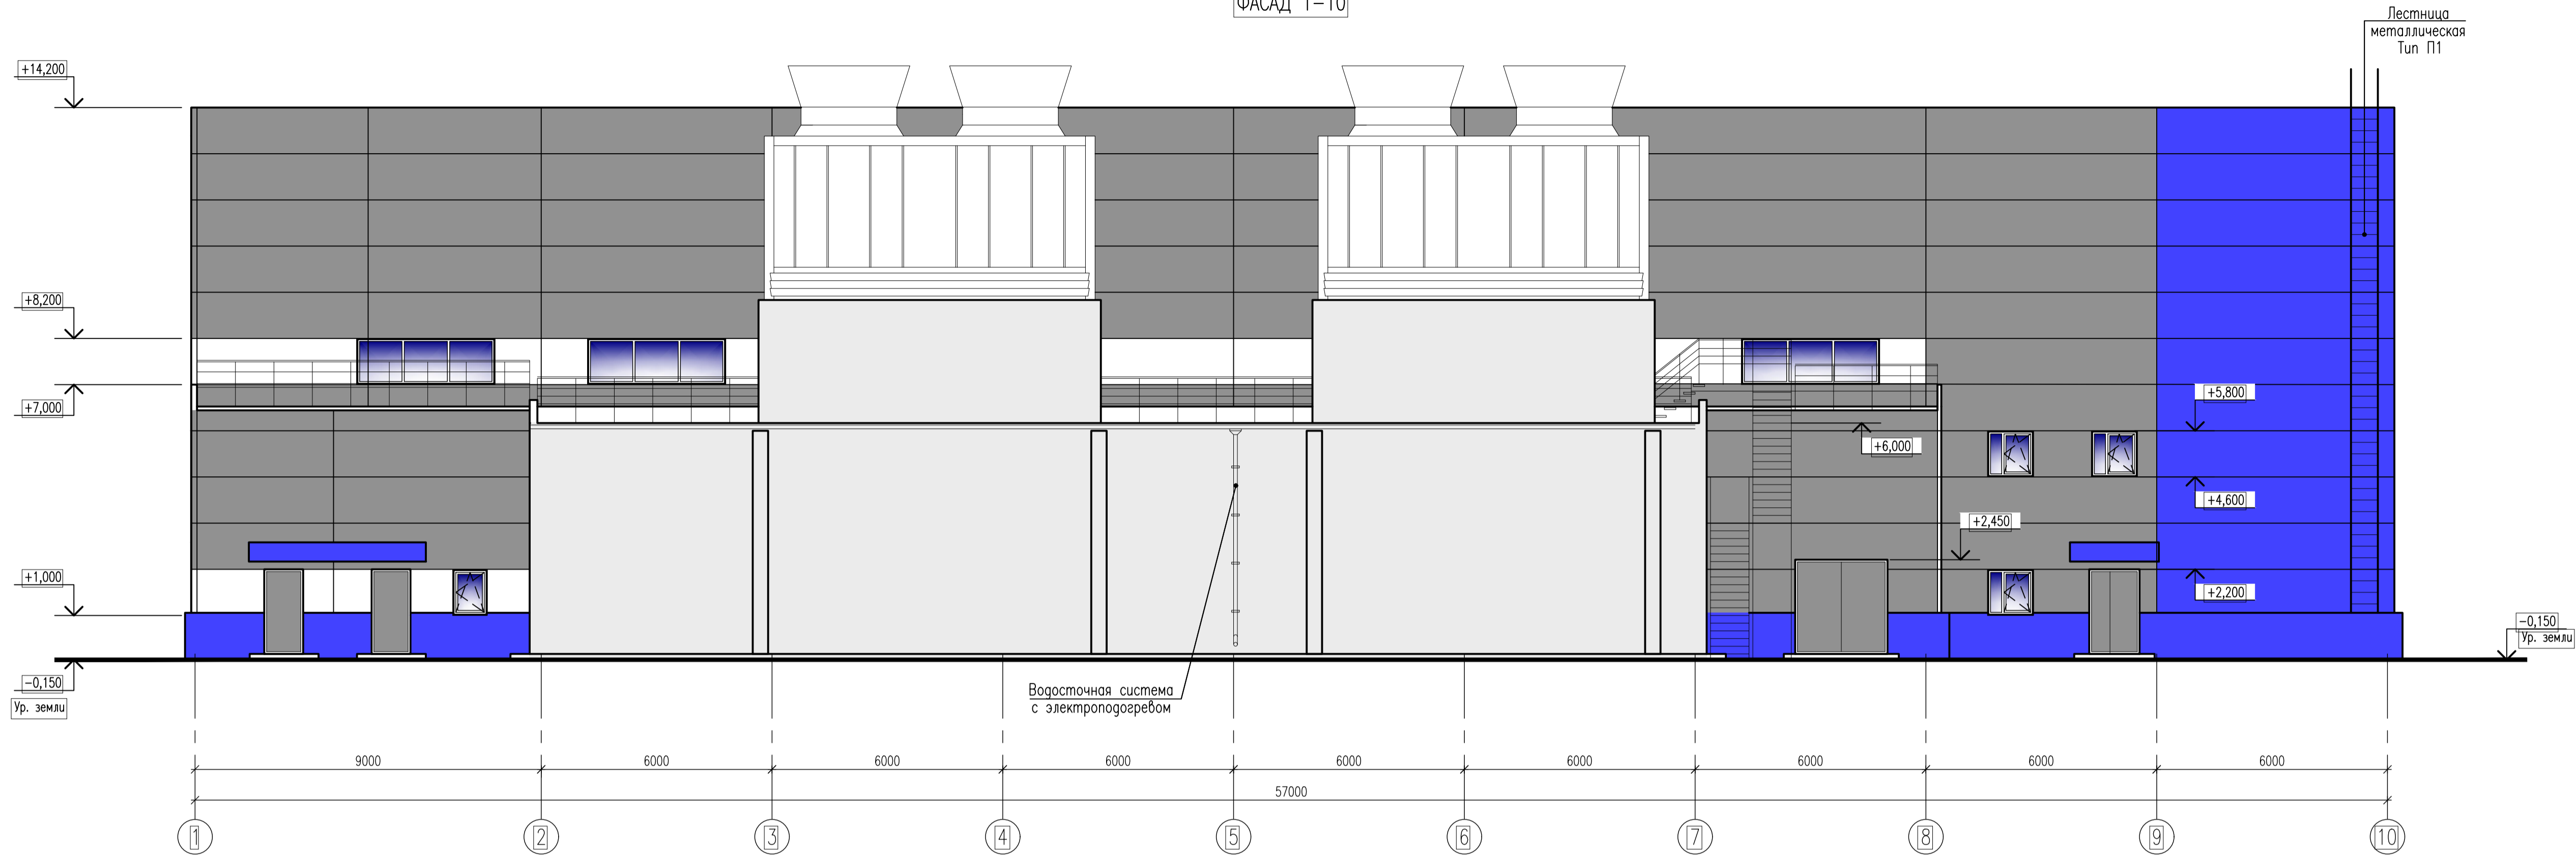 ФАСАД 1-10
Лестница
металлическая
Тип П1
+14,200
+8,200
+7,000
+5,800
+6,000
+4,600
+2,450
+1,000
+2,200
-0,150
Ур. земли
-0,150
Ур. земли
Водосточная система
с электроподогревом
9000 6000 6000 6000 6000 6000 6000 6000 6000
57000
1 2 3 4 5 6 7 8 9 10